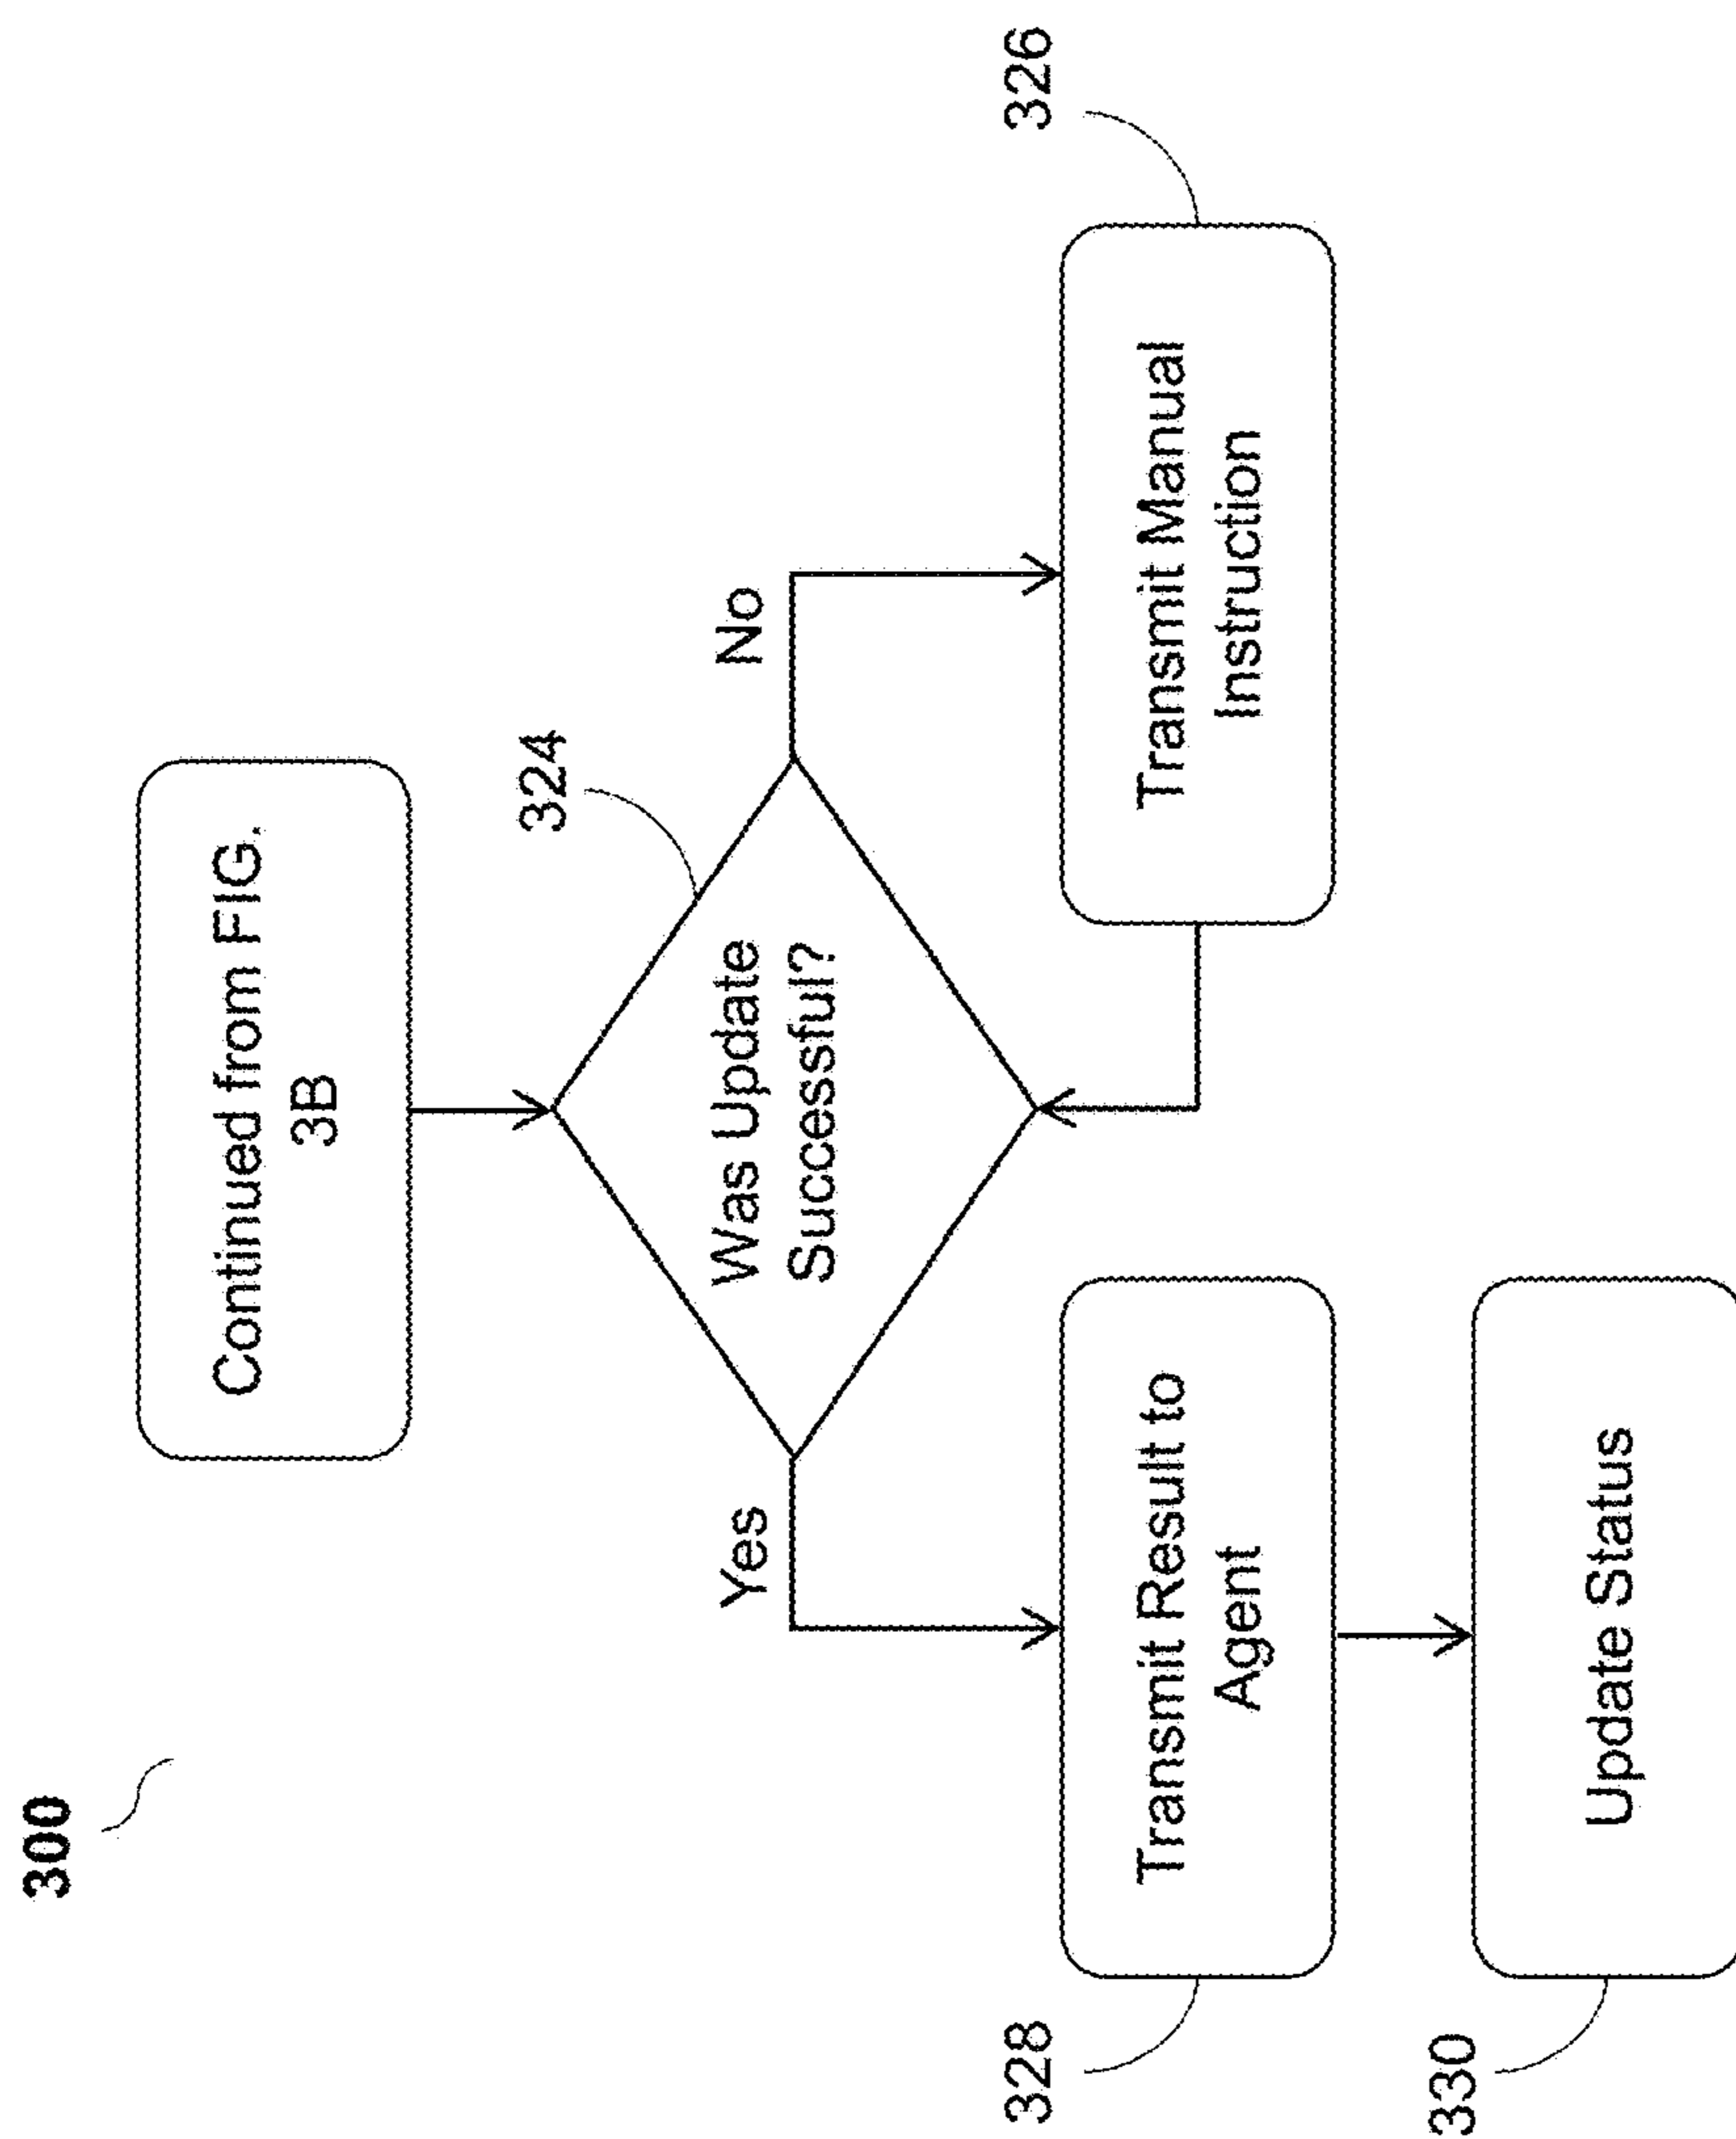 300
Continued from FIG.
3B
324
Was Update
Successful?
Yes
No
326
Transmit Manual
Instruction
328
Transmit Result to
Agent
330
Update Status